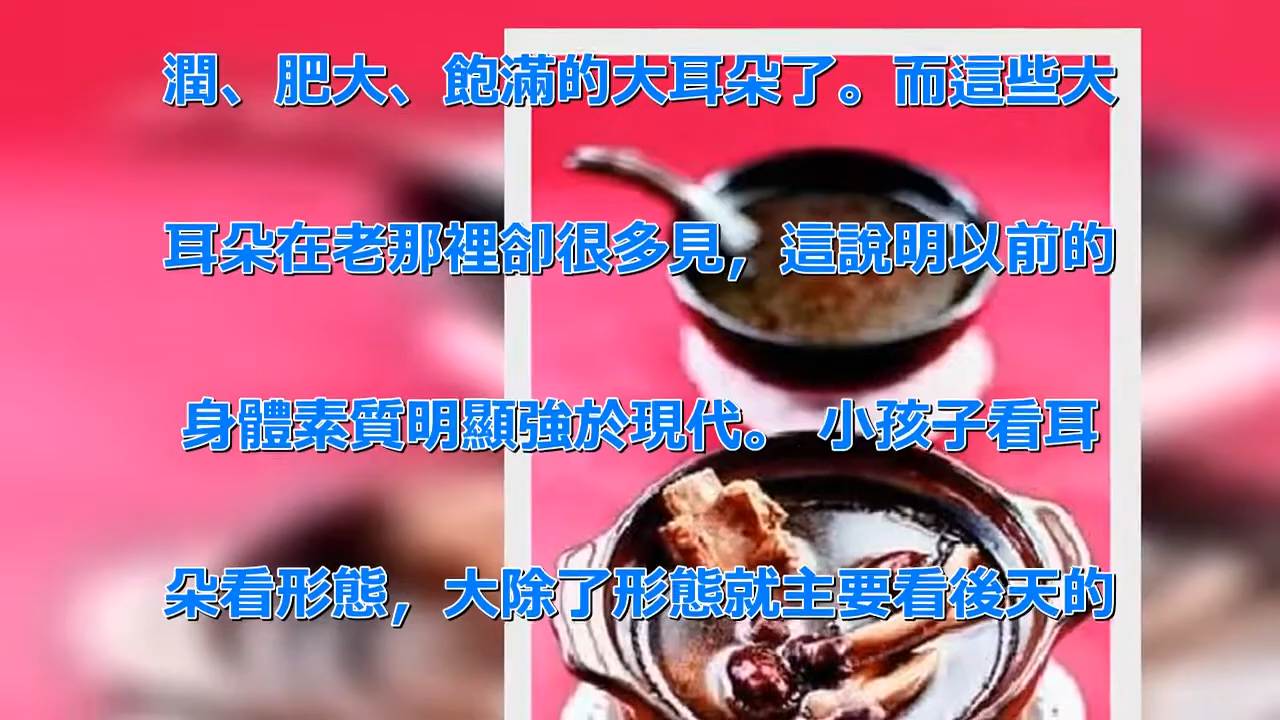 潤、肥大、飽滿的大耳朵了。而這些大
耳朵在老那裡卻很多見，這說明以前的
身體素質明顯強於現代。 小孩子看耳
朵看形態，大除了形態就主要看後天的